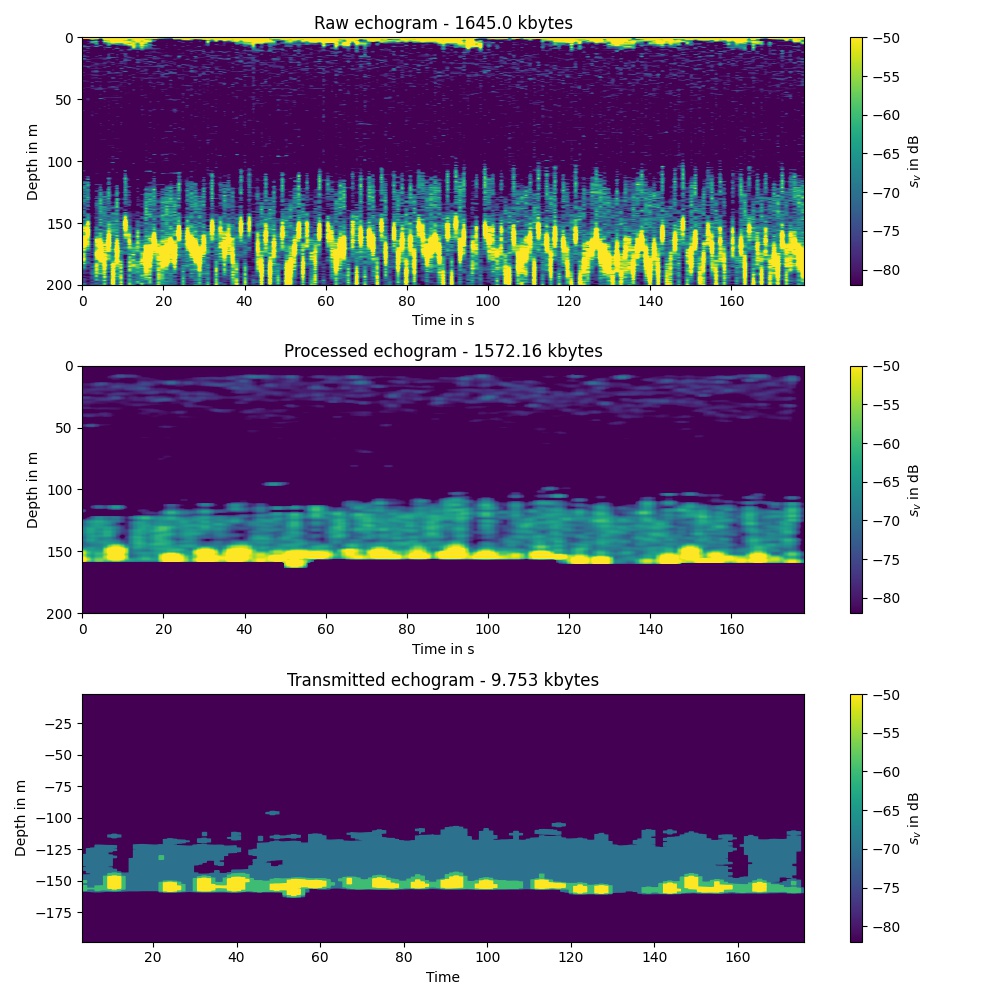 Raw echogram - 1645.0 kbytes
0
50
100
150
200
Depth in m
0 20 40 60 80 100 120 140 160
Time in s
−50
−55
−60
−65
−70
−75
−80
sv in dB
Processed echogram - 1572.16 kbytes
0
50
100
150
200
Depth in m
0 20 40 60 80 100 120 140 160
Time in s
−50
−55
−60
−65
−70
−75
−80
sv in dB
Transmitted echogram - 9.753 kbytes
−25
−50
−75
−100
−125
−150
−175
Depth in m
20 40 60 80 100 120 140 160
Time
−50
−55
−60
−65
−70
−75
−80
sv in dB